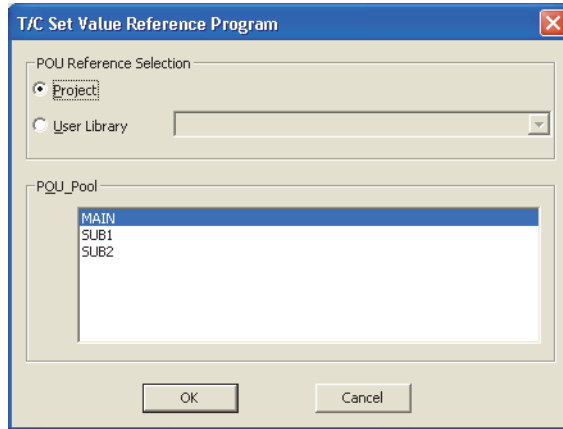 T/C Set Value Reference Program
POU Reference Selection
Project
User Library
POU_Pool
MAIN
SUB1
SUB2
OK Cancel